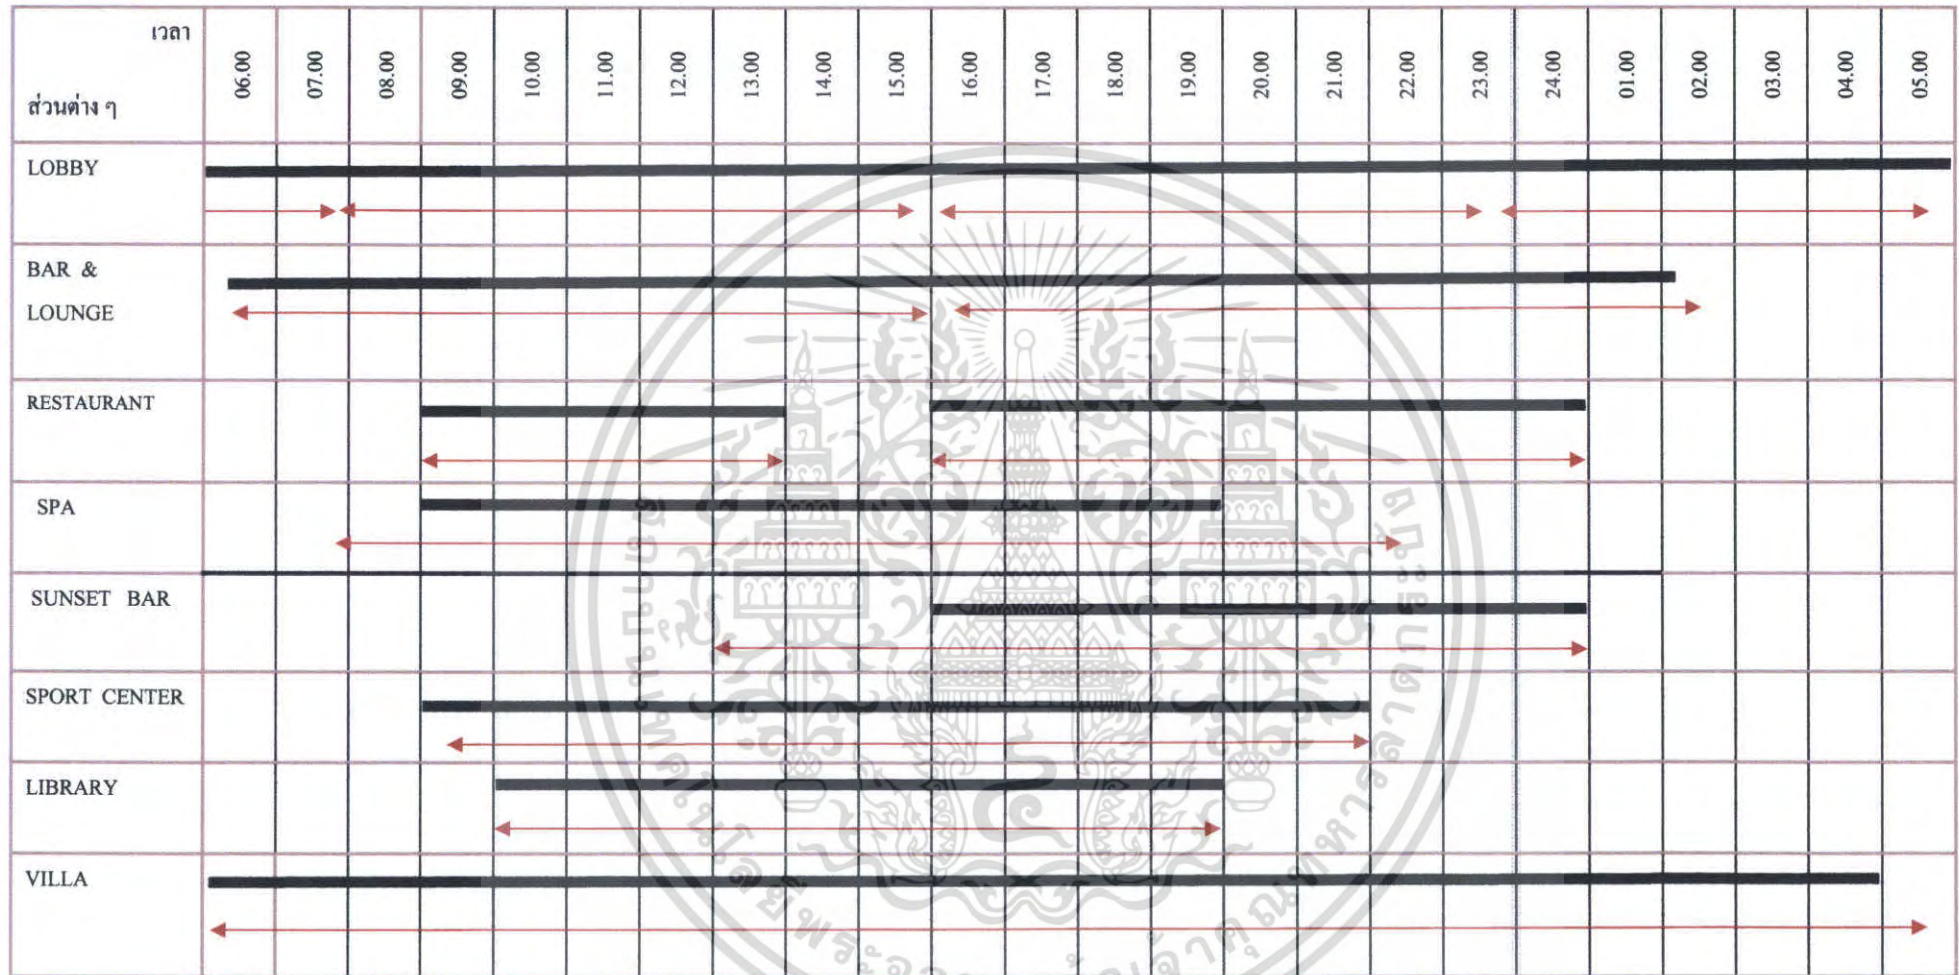 เวลา
ส่วนต่าง ๆ
06.00 07.00 08.00 09.00 10.00 11.00 12.00 13.00 14.00 15.00 16.00 17.00 18.00 19.00 20.00 21.00 22.00 23.00 24.00 01.00 02.00 03.00 04.00 05.00
LOBBY
BAR &
LOUNGE
RESTAURANT
SPA
SUNSET BAR
SPORT CENTER
LIBRARY
VILLA